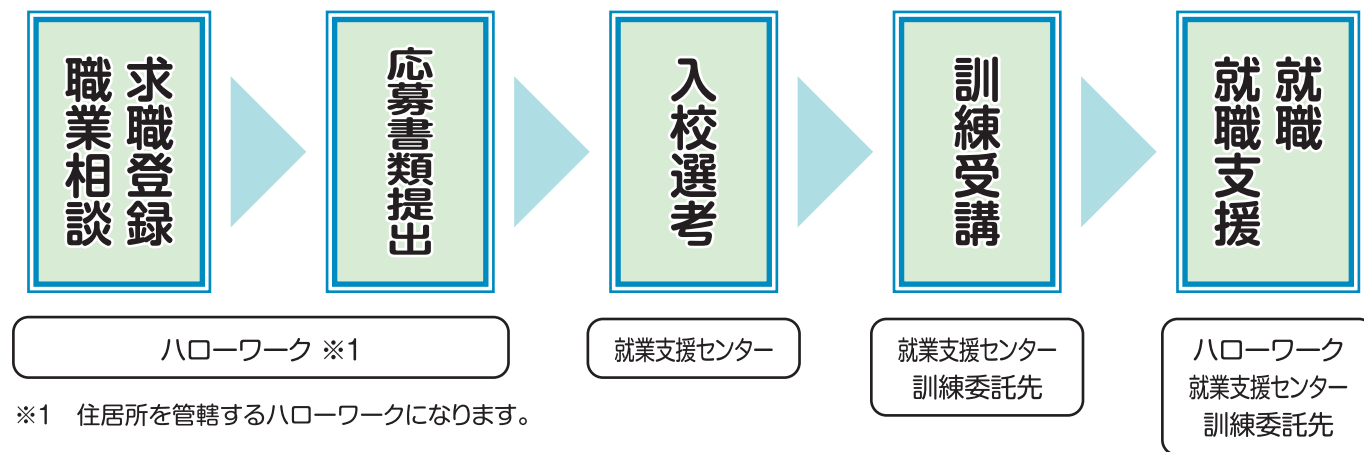 求職登録
職業相談
応募書類提出
入校選考
訓練受講
就職
就職支援
ハローワーク ※1
就業支援センター
就業支援センター
訓練委託先
ハローワーク
就業支援センター
訓練委託先
※1 住居所を管轄するハローワークになります。